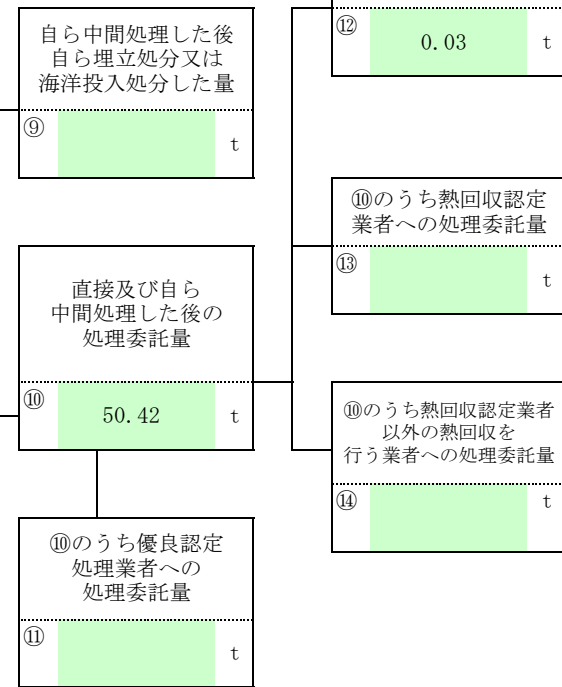 自ら中間処理した後
自ら埋立処分又は
海洋投入処分した量
⑨
t
直接及び自ら
中間処理した後の
処理委託量
⑩
50.42
t
⑩のうち優良認定
処理業者への
処理委託量
⑪
t
⑫
0.03
t
⑩のうち熱回収認定
業者への処理委託量
⑬
t
⑩のうち熱回収認定業者
以外の熱回収を
行う業者への処理委託量
⑭
t